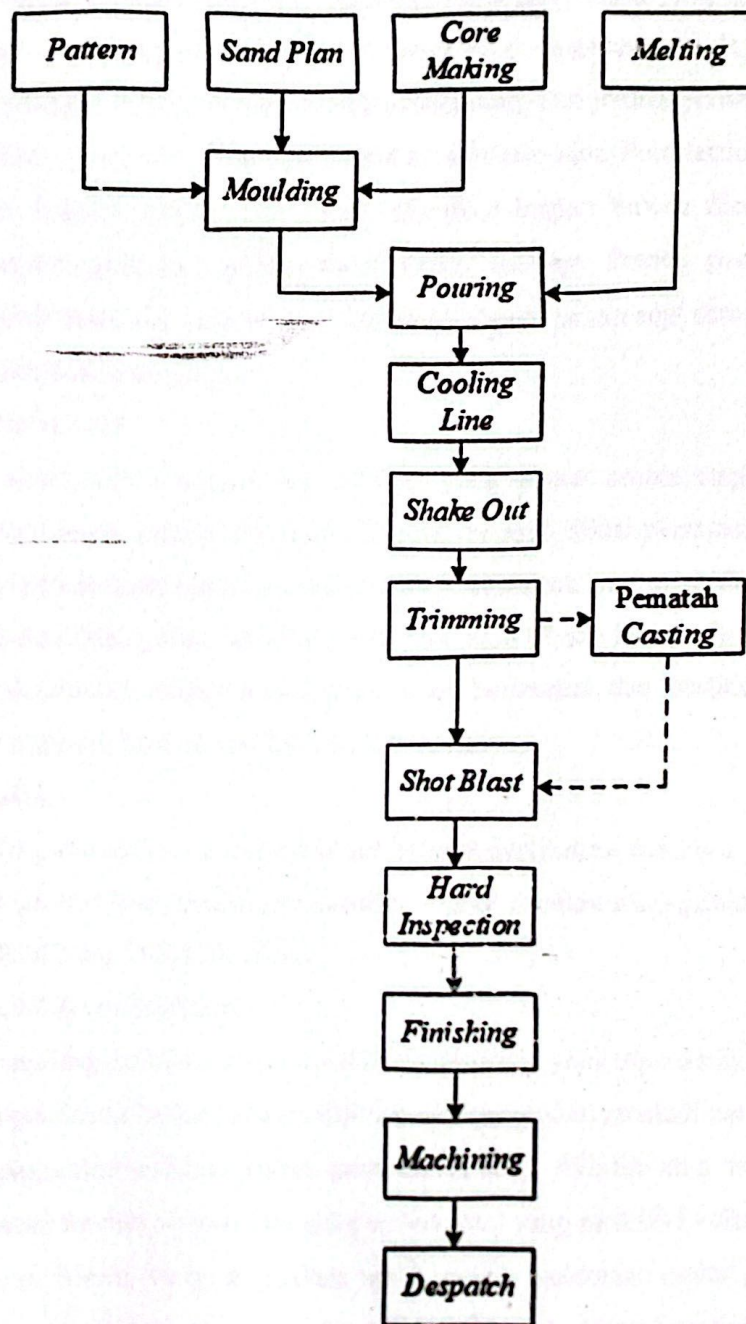 Pattern
Sand Plan
Core
Making
Melting
Moulding
Pouring
Cooling
Line
Shake Out
Trimming
Pematah
Casting
Shot Blast
Hard
Inspection
Finishing
Machining
Despatch